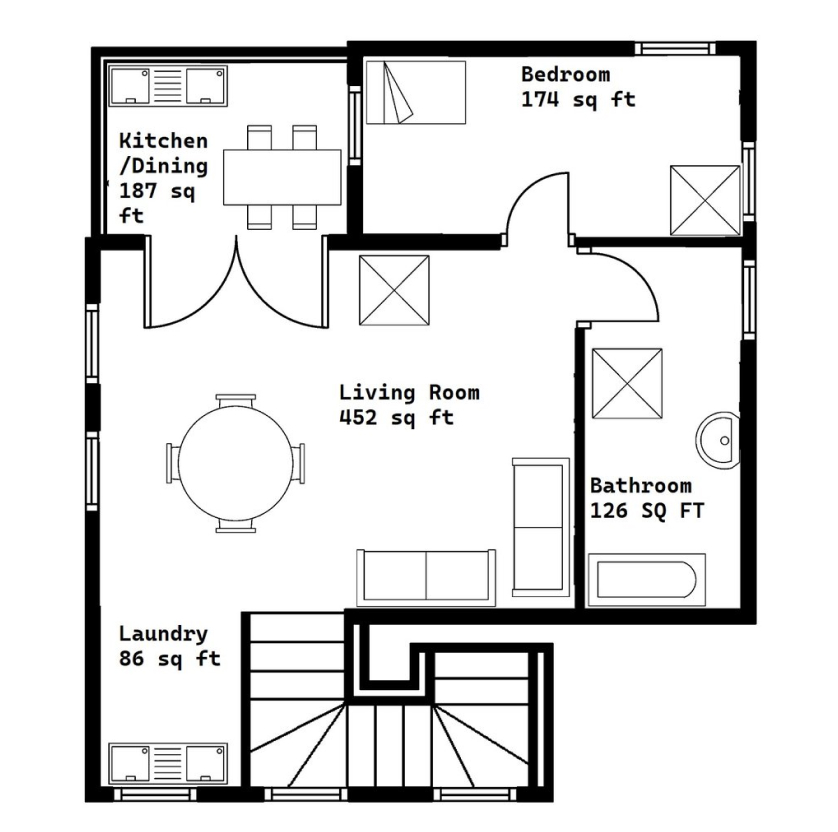 Bedroom
174 sq ft
Kitchen
/Dining
187 sq
ft
Living Room
452 sq ft
Bathroom
126 SQ FT
Laundry
86 sq ft